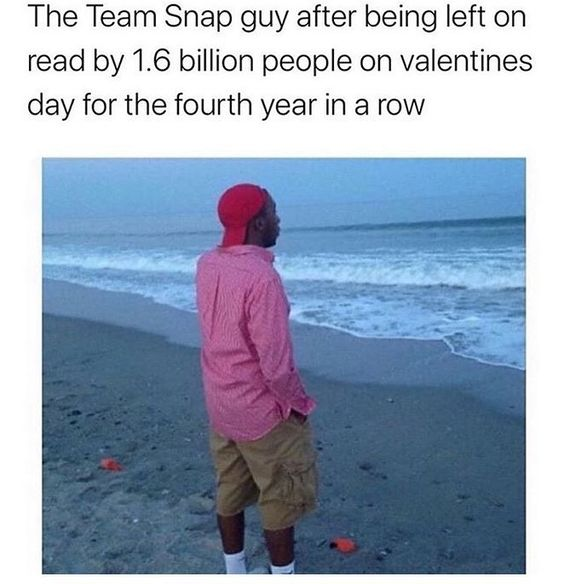 The Team Snap guy after being left on
read by 1.6 billion people on valentines
day for the fourth year in a row